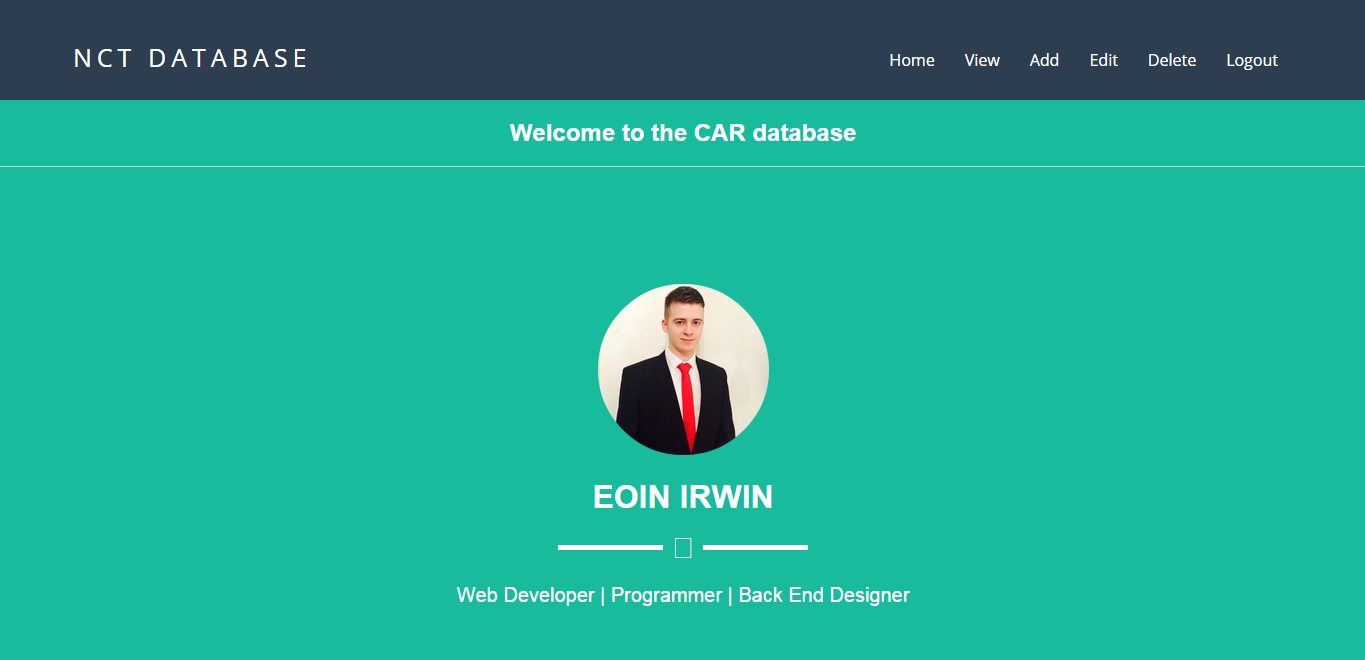 NCT DATABASE
Home View Add Edit Delete Logout
Welcome to the CAR database
EOIN IRWIN
Web Developer | Programmer | Back End Designer